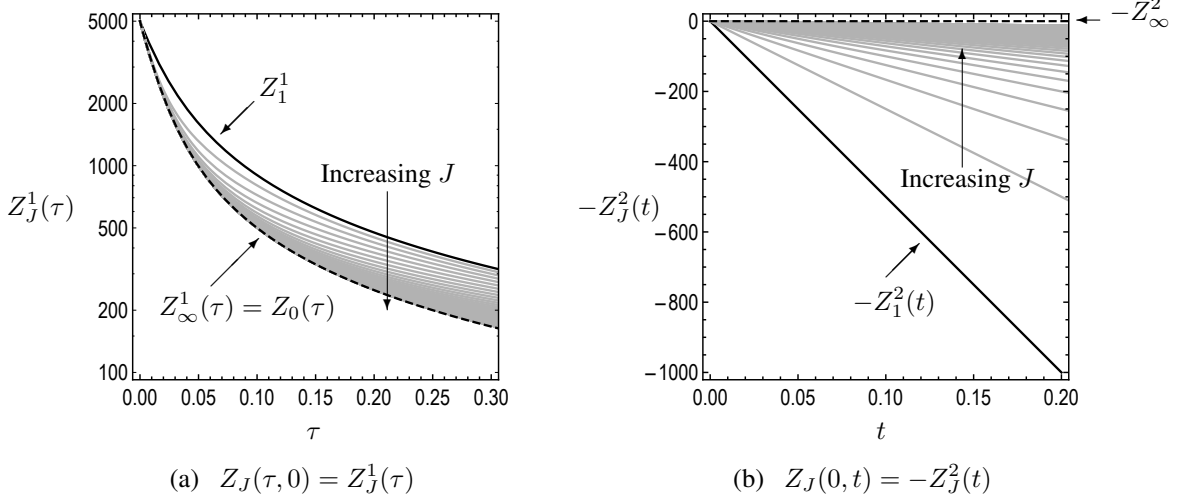 5000
2000
1000
500
200
100
Z_J^1(τ)
Z_1^1
Increasing J
Z_∞^1(τ) = Z_0(τ)
0.00 0.05 0.10 0.15 0.20 0.25 0.30
τ
(a) Z_J(τ, 0) = Z_J^1(τ)
0
−200
−400
−600
−800
−1000
−Z_J^2(t)
−Z_∞^2
Increasing J
−Z_1^2(t)
0.00 0.05 0.10 0.15 0.20
t
(b) Z_J(0, t) = −Z_J^2(t)